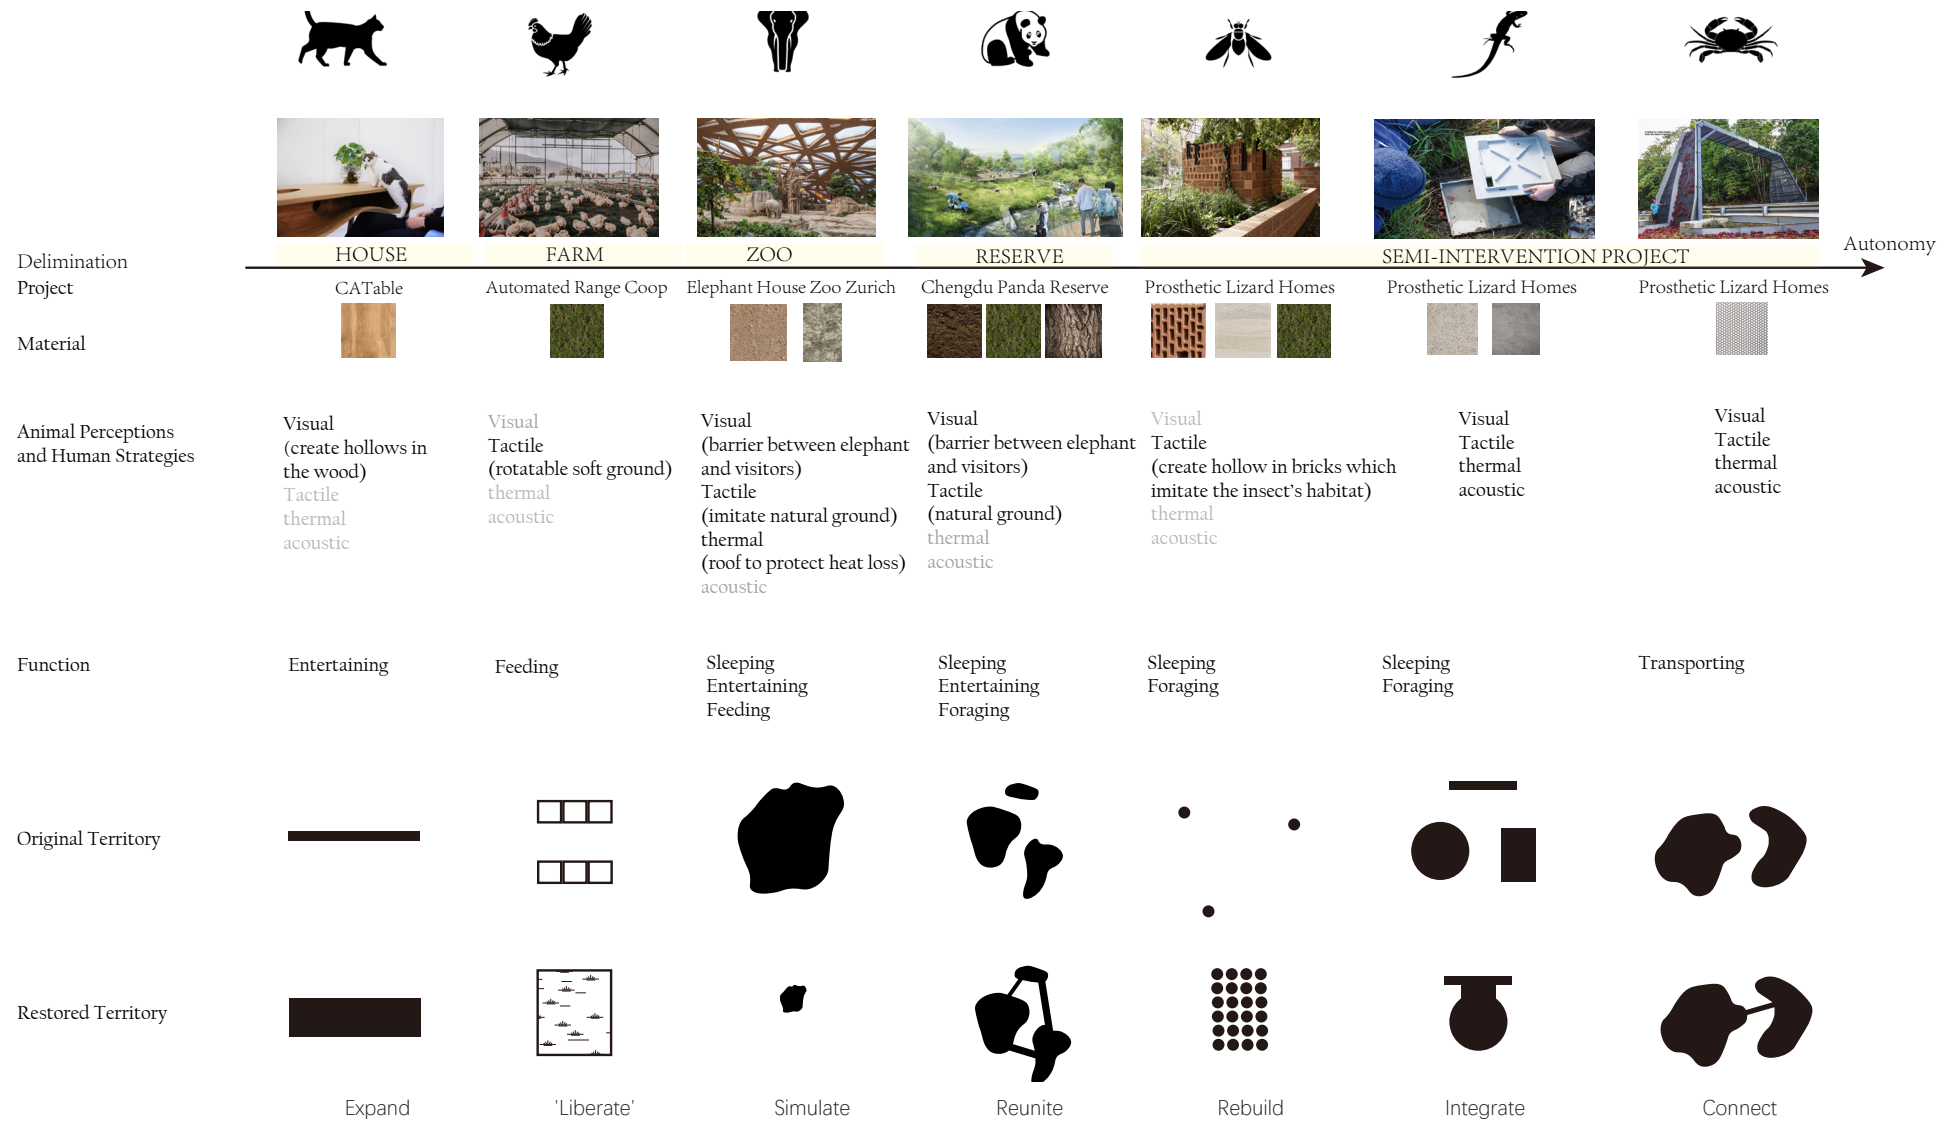 HOUSE
FARM
ZOO
RESERVE
SEMI-INTERVENTION PROJECT
Autonomy
Delimination
Project
CATable
Automated Range Coop
Elephant House Zoo Zurich
Chengdu Panda Reserve
Prosthetic Lizard Homes
Prosthetic Lizard Homes
Prosthetic Lizard Homes
Material
Animal Perceptions
and Human Strategies
Visual
(create hollows in
the wood)
Tactile
thermal
acoustic
Visual
Tactile
(rotatable soft ground)
thermal
acoustic
Visual
(barrier between elephant
and visitors)
Tactile
(imitate natural ground)
thermal
(roof to protect heat loss)
acoustic
Visual
(barrier between elephant
and visitors)
Tactile
(natural ground)
thermal
acoustic
Visual
Tactile
(create hollow in bricks which
imitate the insect's habitat)
thermal
acoustic
Visual
Tactile
thermal
acoustic
Visual
Tactile
thermal
acoustic
Function
Entertaining
Feeding
Sleeping
Entertaining
Feeding
Sleeping
Entertaining
Foraging
Sleeping
Foraging
Sleeping
Foraging
Transporting
Original Territory
Restored Territory
Expand
'Liberate'
Simulate
Reunite
Rebuild
Integrate
Connect